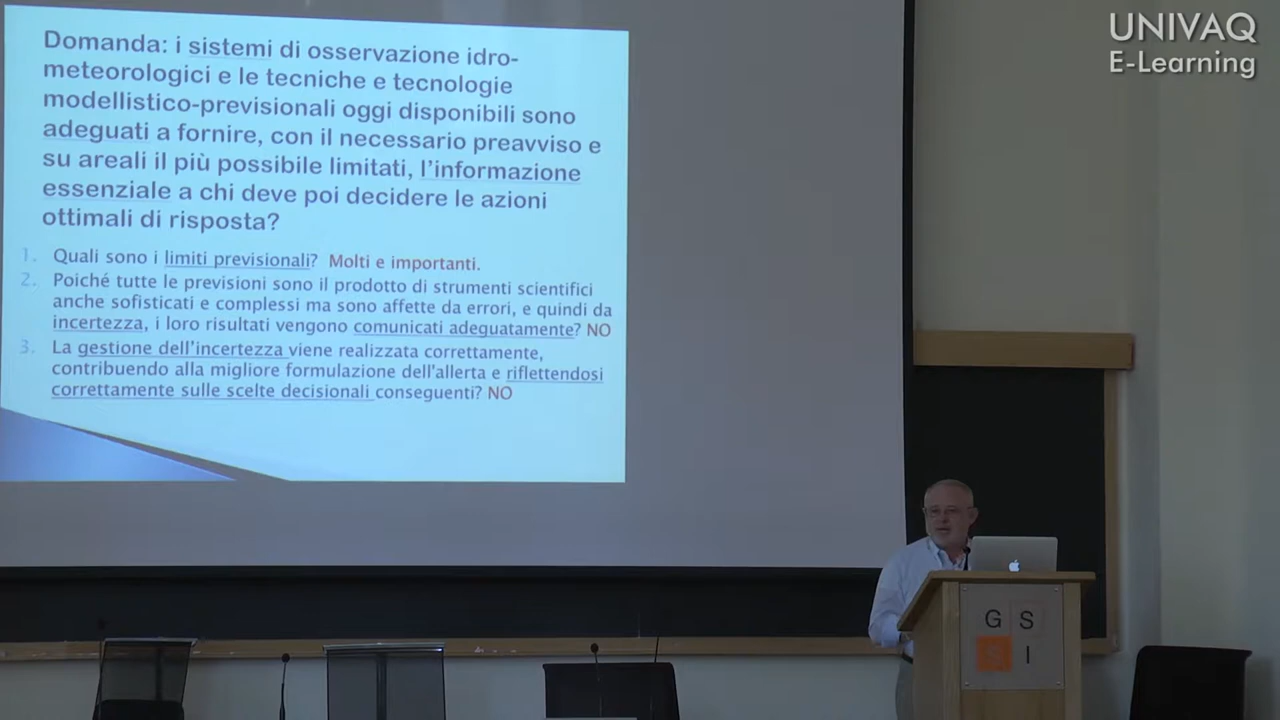 Domanda: i sistemi di osservazione idro-
meteorologici e le tecniche e tecnologie
modellistico-previsionali oggi disponibili sono
adeguati a fornire, con il necessario preavviso e
su areali il più possibile limitati, l'informazione
essenziale a chi deve poi decidere le azioni
ottimali di risposta?
1. Quali sono i limiti previsionali? Molti e importanti.
2. Poiché tutte le previsioni sono il prodotto di strumenti scientifici
anche sofisticati e complessi ma sono affette da errori, e quindi da
incertezza, i loro risultati vengono comunicati adeguatamente? NO
3. La gestione dell'incertezza viene realizzata correttamente,
contribuendo alla migliore formulazione dell'allerta e riflettendosi
correttamente sulle scelte decisionali conseguenti? NO
UNIVAQ
E-Learning
G S
S I